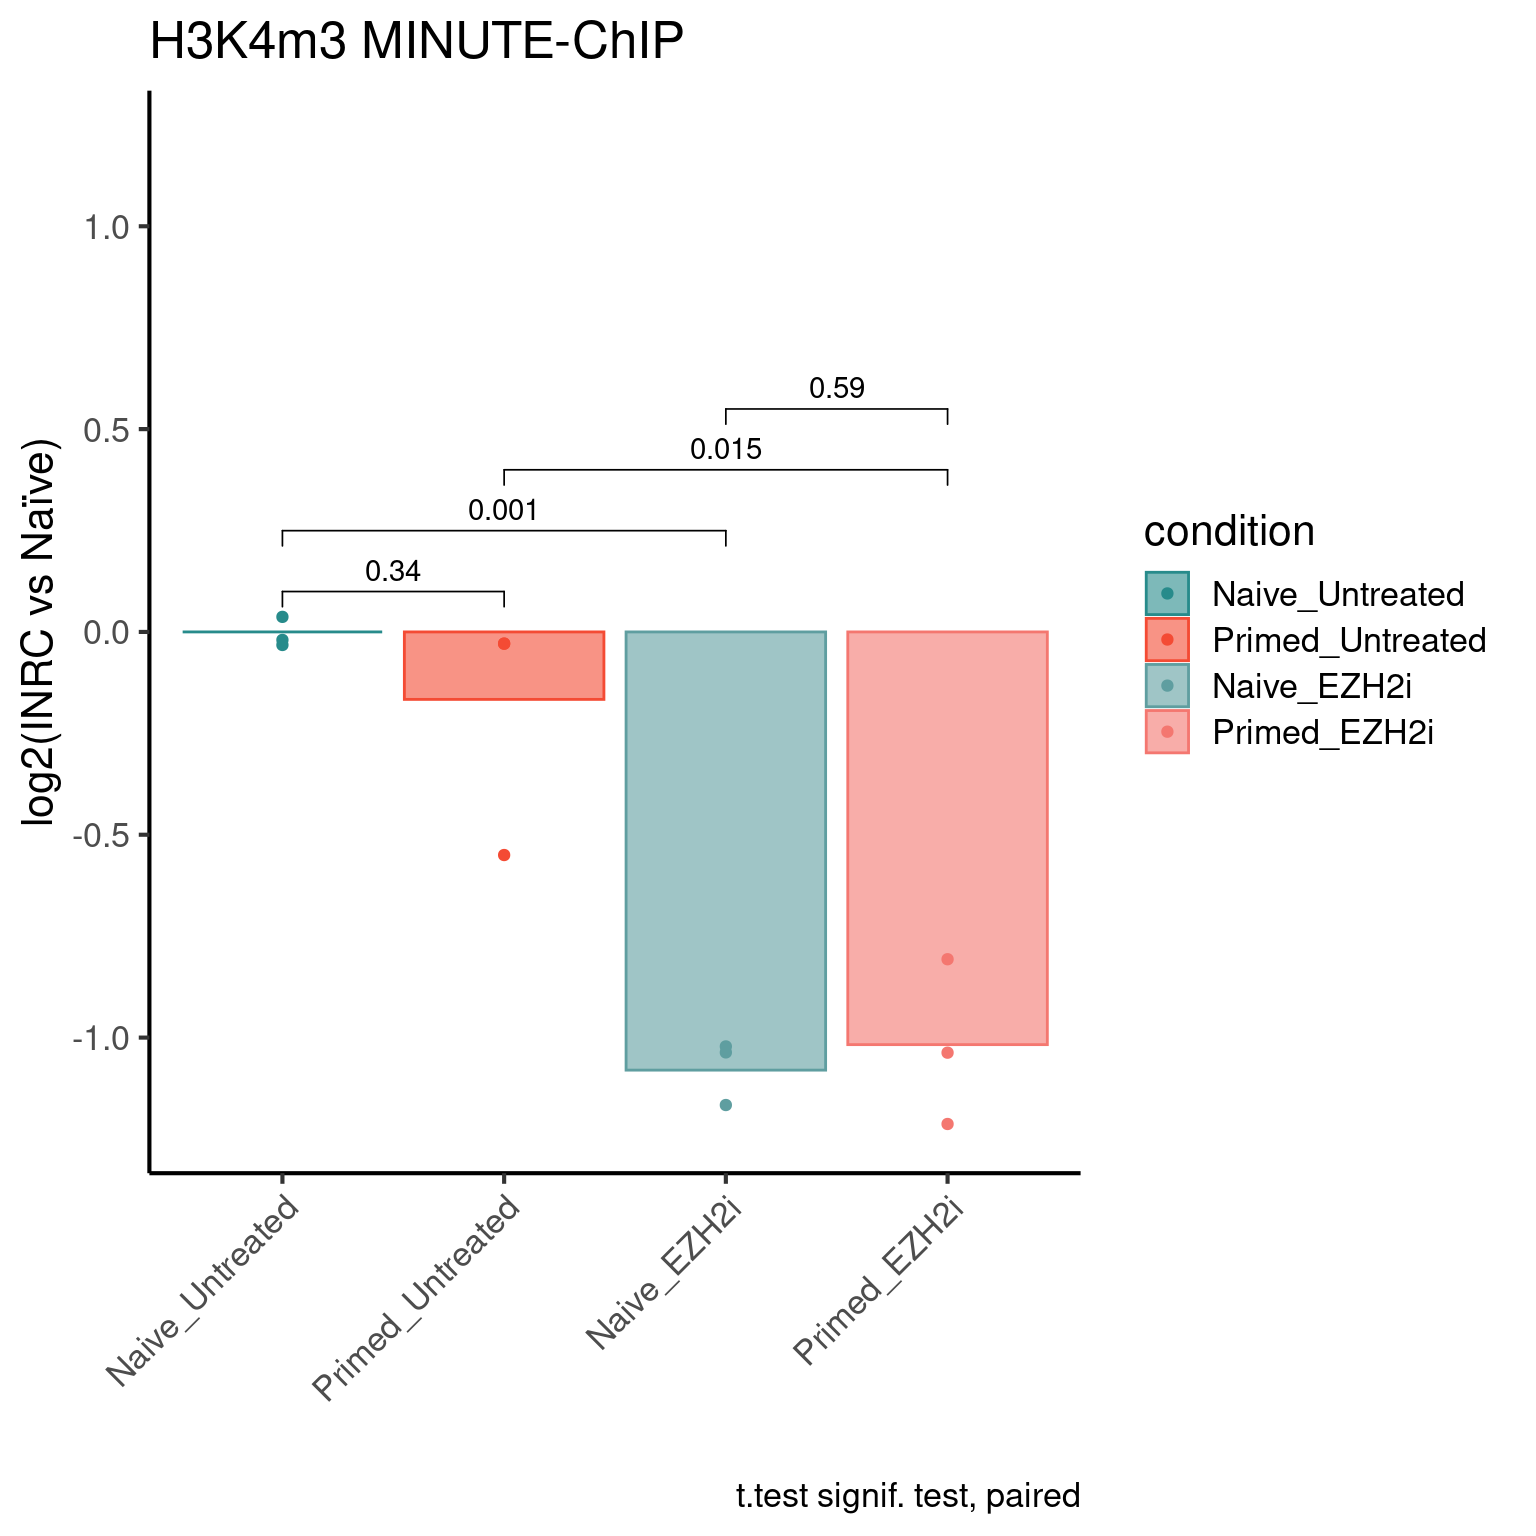 H3K4m3 MINUTE-ChIP
log2(INRC vs Naïve)
1.0
0.5
0.0
-0.5
-1.0
0.59
0.015
0.001
0.34
Naive_Untreated
Primed_Untreated
Naive_EZH2i
Primed_EZH2i
condition
Naive_Untreated
Primed_Untreated
Naive_EZH2i
Primed_EZH2i
t.test signif. test, paired